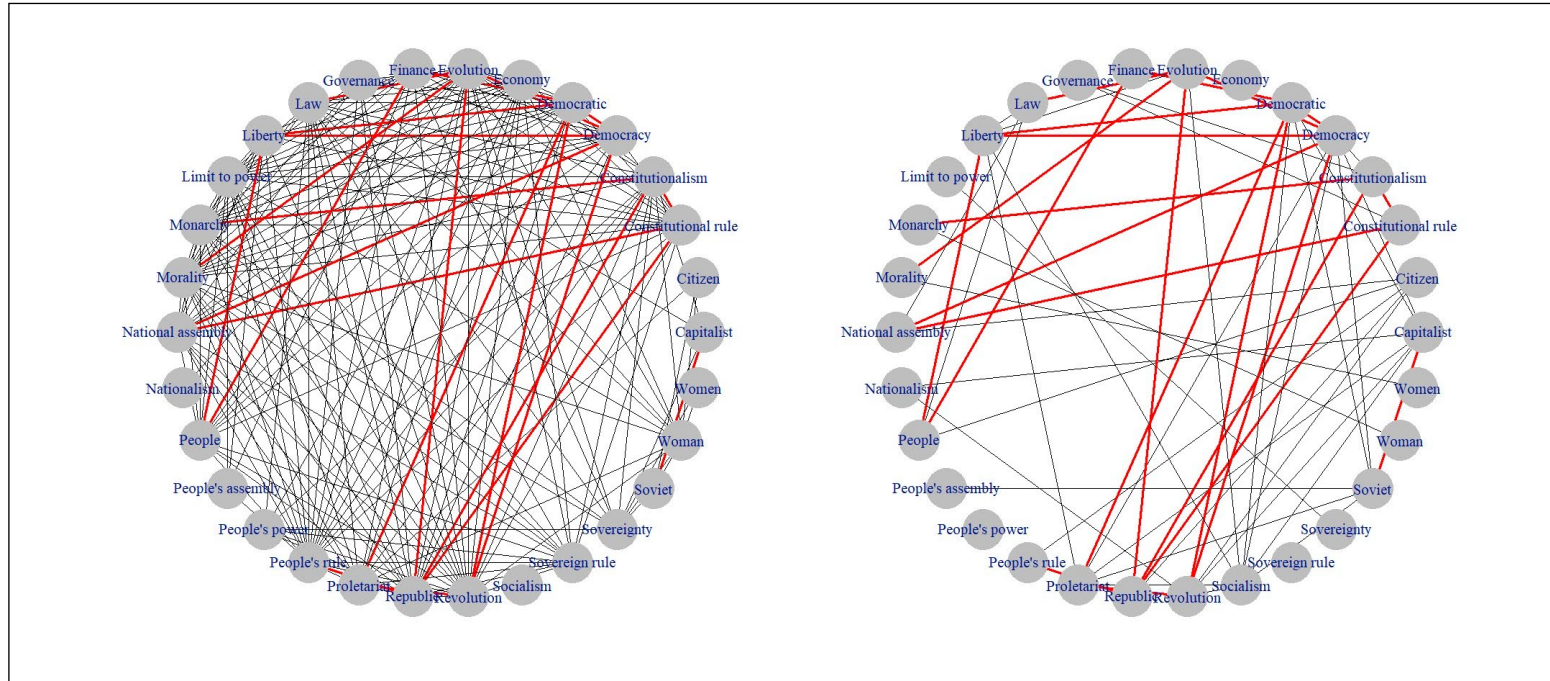 Finance
Evolution
Economy
Governance
Democratic
Law
Democracy
Liberty
Constitutionalism
Limit to power
Constitutional rule
Monarchy
Citizen
Morality
Capitalist
National assembly
Women
Nationalism
Woman
People
Soviet
People's assembly
Sovereignty
People's power
Sovereign rule
People's rule
Socialism
Proletariat
Republic
Revolution
Finance
Evolution
Economy
Governance
Democratic
Law
Democracy
Liberty
Constitutionalism
Limit to power
Constitutional rule
Monarchy
Citizen
Morality
Capitalist
National assembly
Women
Nationalism
Woman
People
Soviet
People's assembly
Sovereignty
People's power
Sovereign rule
People's rule
Socialism
Proletariat
Republic
Revolution